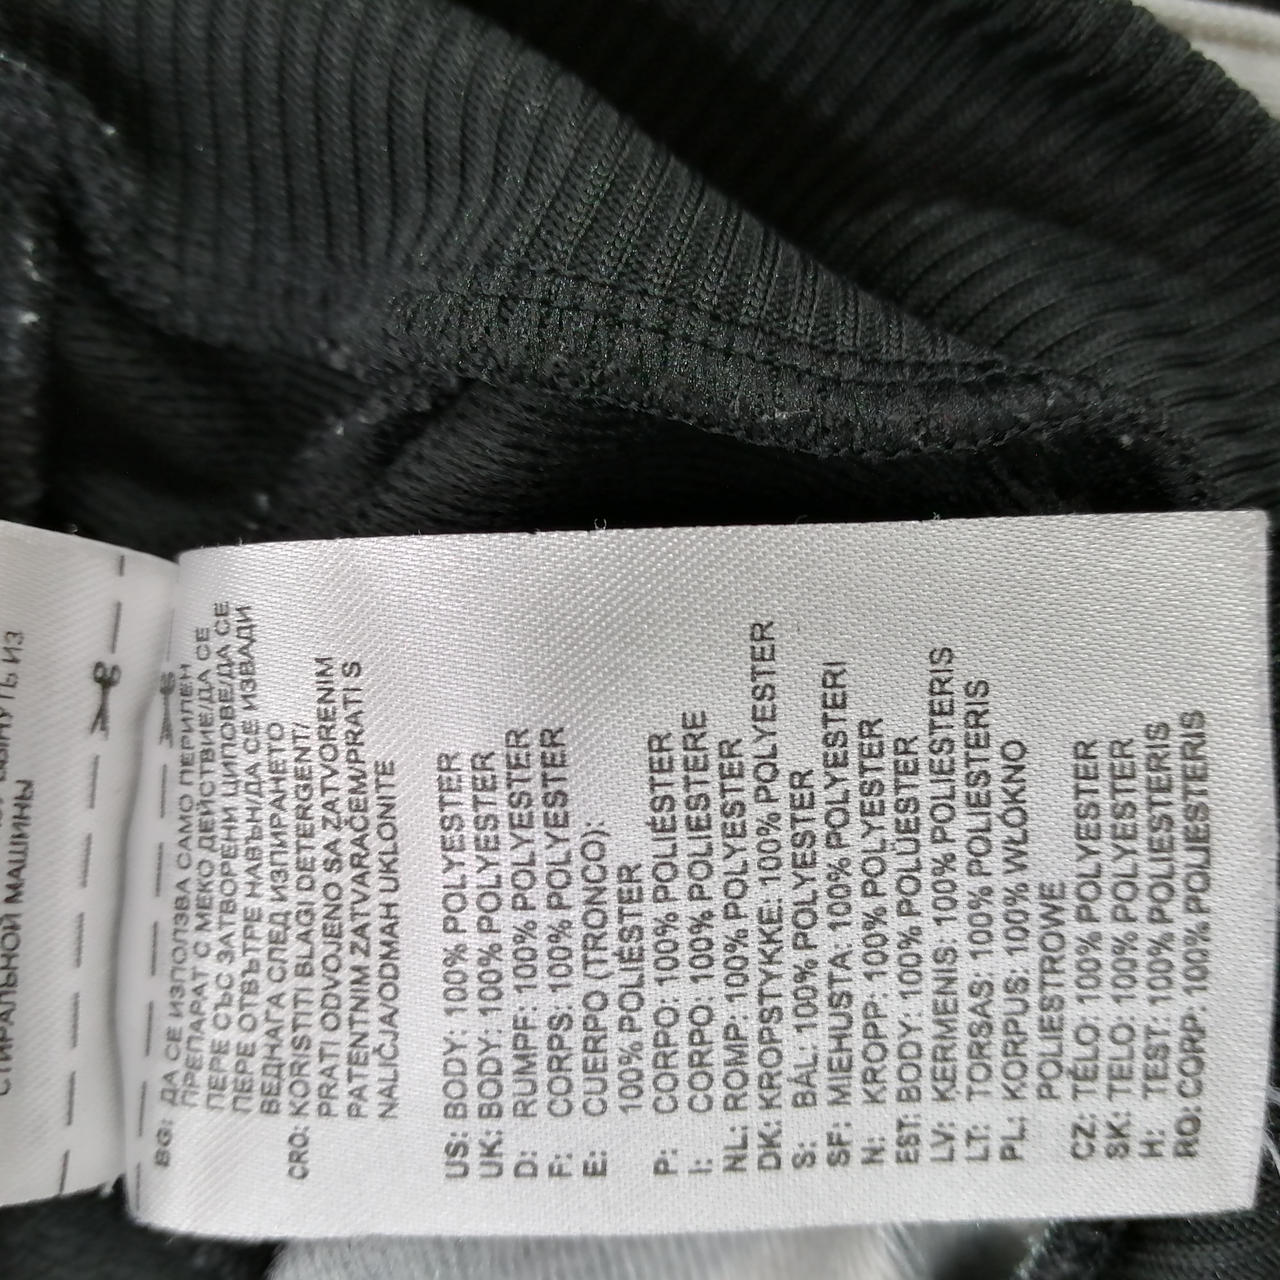 СТИРАЛЬНОЙ МАШИНЫ
BG: ДА СЕ ИЗПОЛЗВА САМО ПЕРИЛЕН
ПРЕПАРАТ С МЕКО ДЕЙСТВИЕ/ДА СЕ
ПЕРЕ СЪС ЗАТВОРЕНИ ЦИПОВЕ/ДА СЕ
ПЕРЕ ОТВЪТРЕ НАВЪН/ДА СЕ ИЗВАДИ
ВЕДНАГА СЛЕД ИЗПИРАНЕТО
CRO: KORISTITI BLAGI DETERGENT/
PRATI ODVOJENO SA ZATVORENIM
PATENTNIM ZATVARAČEM/PRATI S
NALIČJA/ODMAH UKLONITE
US: BODY: 100% POLYESTER
UK: BODY: 100% POLYESTER
D: RUMPF: 100% POLYESTER
F: CORPS: 100% POLYESTER
E: CUERPO (TRONCO):
100% POLIÉSTER
P: CORPO: 100% POLIÉSTER
I: CORPO: 100% POLIESTERE
NL: ROMP: 100% POLYESTER
DK: KROPSTYKKE: 100% POLYESTER
S: BÅL: 100% POLYESTER
SF: MIEHUSTA: 100% POLYESTERI
N: KROPP: 100% POLYESTER
EST: BODY: 100% POLÜESTER
LV: KERMENIS: 100% POLIESTERIS
LT: TORSAS: 100% POLIESTERIS
PL: KORPUS: 100% WŁÓKNO
POLIESTROWE
CZ: TĚLO: 100% POLYESTER
SK: TELO: 100% POLYESTER
H: TEST: 100% POLIESTERIS
RO: CORP: 100% POLIESTERIS